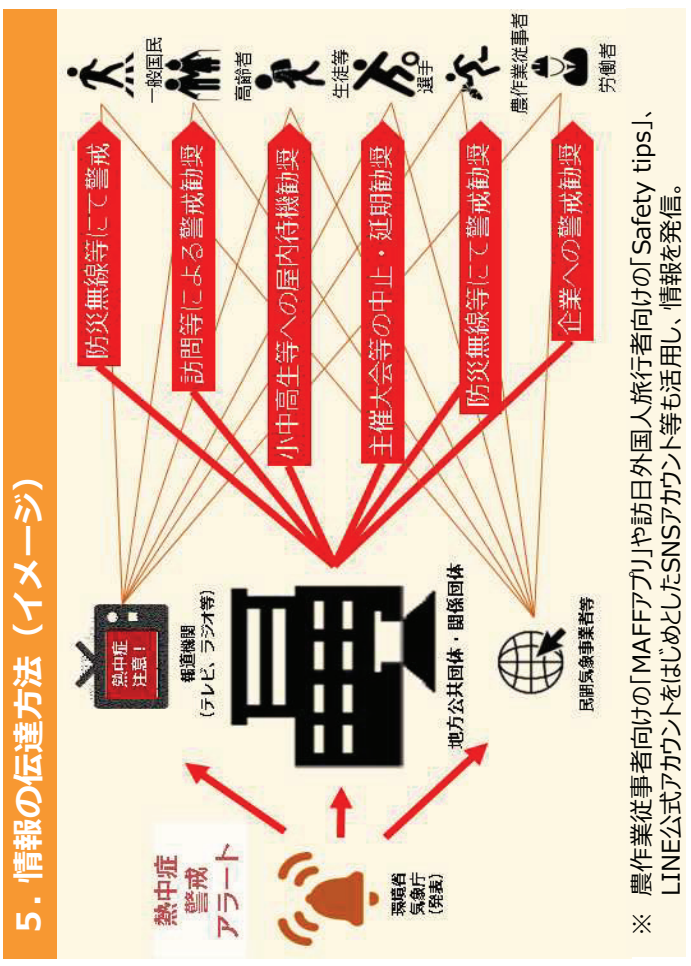 ５．情報の伝達方法（イメージ）
熱中症
警戒
アラート
環境省
気象庁
(発表)
熱中症
注意！
報道機関
(テレビ、ラジオ等)
地方公共団体・関係団体
民間気象事業者等
防災無線等にて警戒
訪問等による警戒勧奨
小中高生等への屋内待機勧奨
主催大会等の中止・延期勧奨
防災無線等にて警戒勧奨
企業への警戒勧奨
一般国民
高齢者
生徒等
選手
農作業従事者
労働者
※ 農作業従事者向けの「MAFFアプリ」や訪日外国人旅行者向けの「Safety tips」、
LINE公式アカウントをはじめとしたSNSアカウント等も活用し、情報を発信。